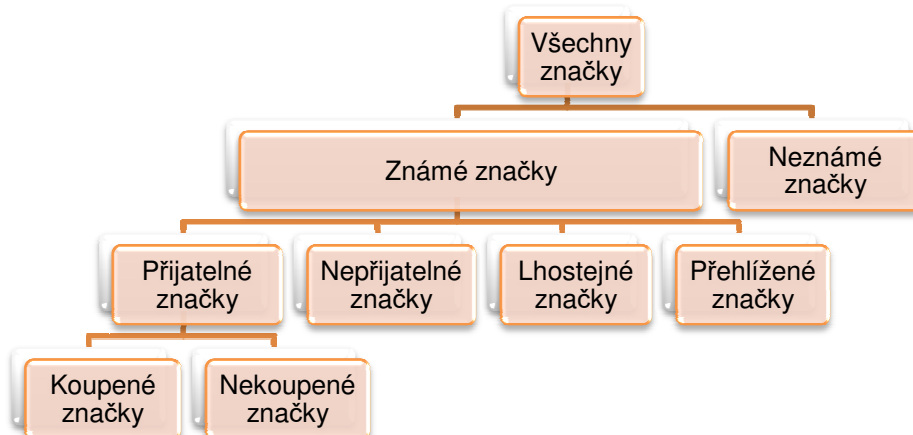 Všechny
značky
Známé značky
Neznámé
značky
Přijatelné
značky
Nepřijatelné
značky
Lhostejné
značky
Přehlížené
značky
Koupené
značky
Nekoupené
značky